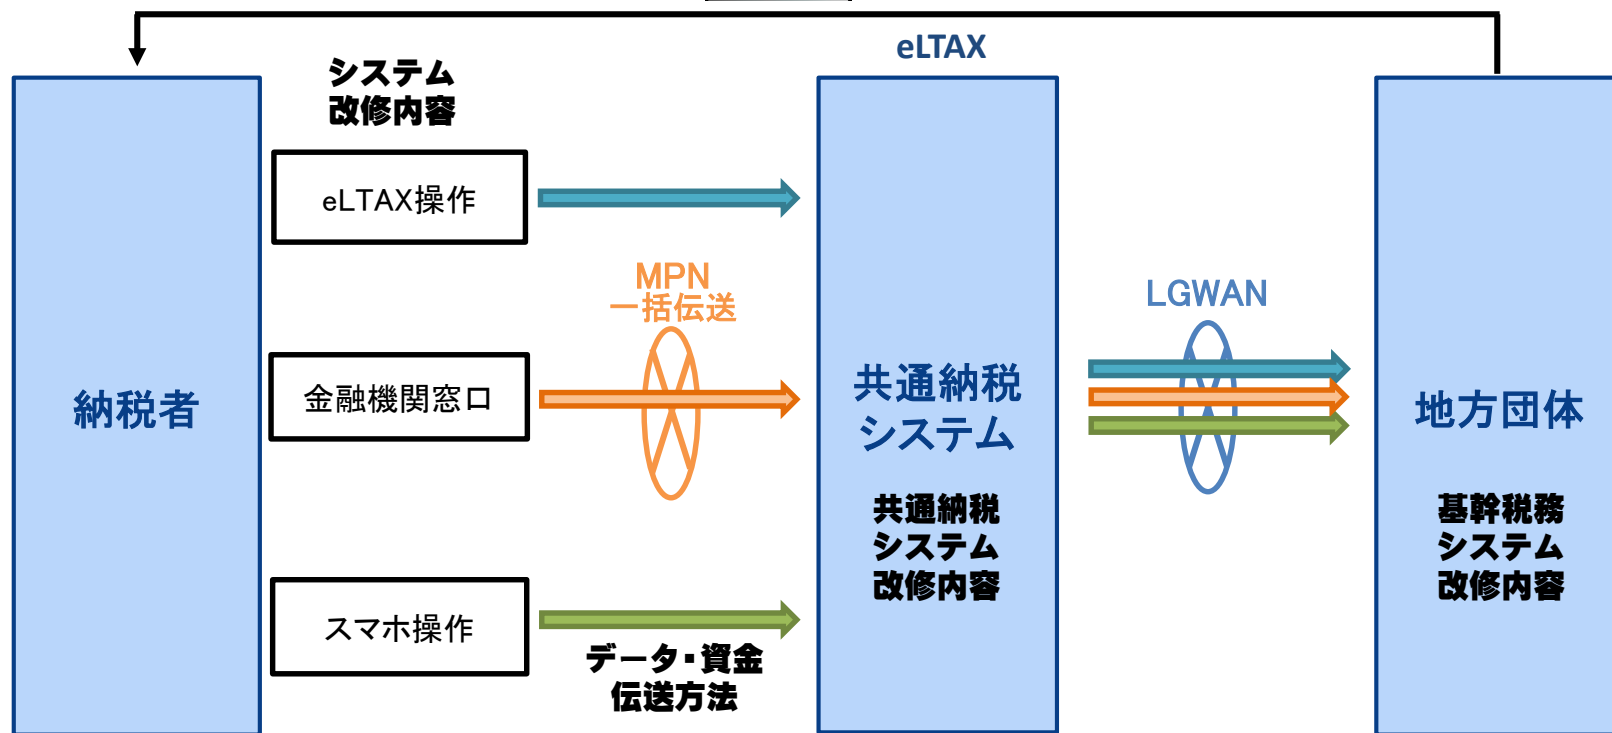 eLTAX
システム
改修内容
eLTAX操作
MPN
一括伝送
LGWAN
納税者
金融機関窓口
共通納税
システム
地方団体
共通納税
システム
改修内容
基幹税務
システム
改修内容
スマホ操作
データ・資金
伝送方法